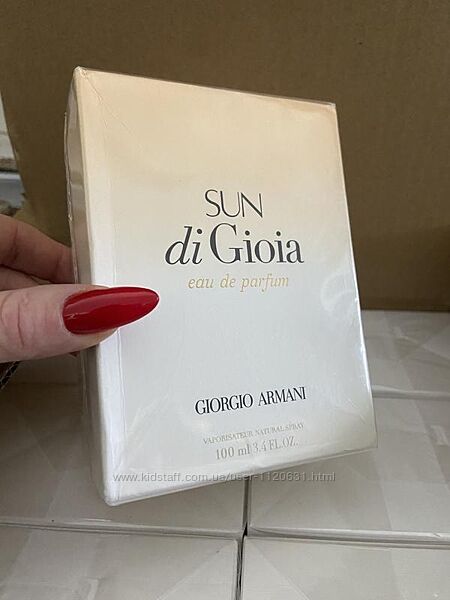 SUN
di Gioia
eau de parfum
GIORGIO ARMANI
VAPORISATEUR NATURAL SPRAY
100 ml 3.4 FL.OZ.
www.kidstaff.com.ua/user-1120631.html